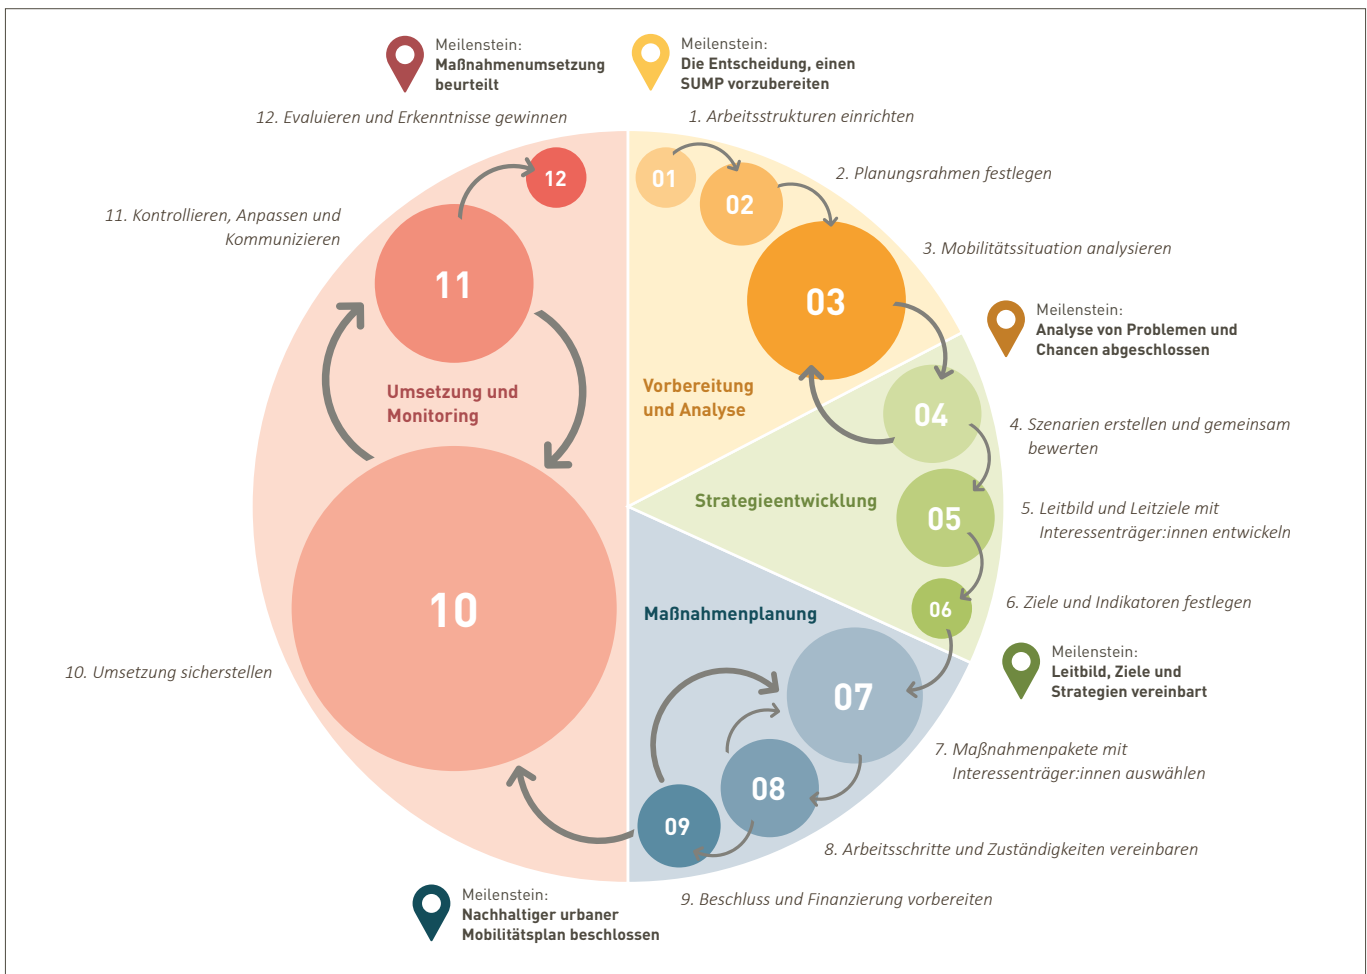 Meilenstein:
Maßnahmenumsetzung
beurteilt
Meilenstein:
Die Entscheidung, einen
SUMP vorzubereiten
12. Evaluieren und Erkenntnisse gewinnen
1. Arbeitsstrukturen einrichten
2. Planungsrahmen festlegen
11. Kontrollieren, Anpassen und
Kommunizieren
3. Mobilitätssituation analysieren
12
01
02
11
03
Meilenstein:
Analyse von Problemen und
Chancen abgeschlossen
Umsetzung und
Monitoring
Vorbereitung
und Analyse
04
4. Szenarien erstellen und gemeinsam
bewerten
Strategieentwicklung
05
5. Leitbild und Leitziele mit
Interessenträger:innen entwickeln
10
Maßnahmenplanung
06
6. Ziele und Indikatoren festlegen
10. Umsetzung sicherstellen
Meilenstein:
Leitbild, Ziele und
Strategien vereinbart
07
7. Maßnahmenpakete mit
Interessenträger:innen auswählen
08
09
8. Arbeitsschritte und Zuständigkeiten vereinbaren
9. Beschluss und Finanzierung vorbereiten
Meilenstein:
Nachhaltiger urbaner
Mobilitätsplan beschlossen